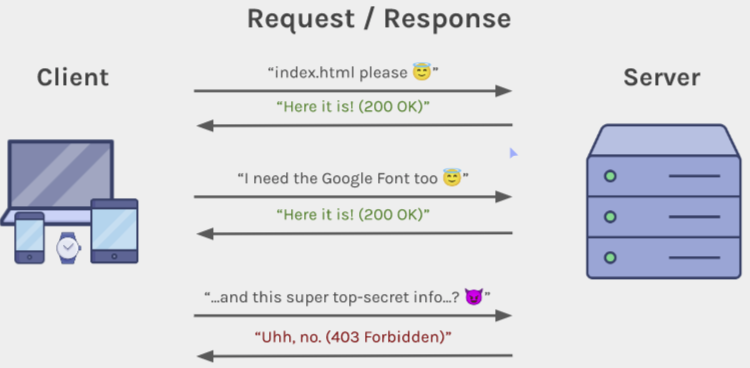 Request / Response
Client
Server
“index.html please 😇”
“Here it is! (200 OK)”
“I need the Google Font too 😇”
“Here it is! (200 OK)”
“...and this super top-secret info...? 😈”
“Uhh, no. (403 Forbidden)”